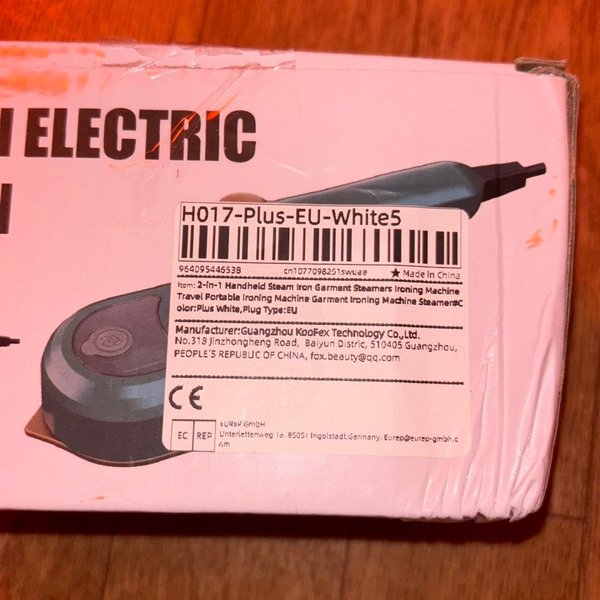 ELECTRIC
H017-Plus-EU-White5
964095446538 cn1077098261swuae ★ Made in China
Item: 2-in-1 Handheld Steam Iron Garment Steamers Ironing Machine
Travel Portable Ironing Machine Garment Ironing Machine Steamer#C
olor:Plus White,Plug Type:EU
Manufacturer:Guangzhou KooFex Technology Co.,Ltd.
No.318 Jinzhongheng Road, Baiyun Distric, 510405 Guangzhou,
PEOPLE'S REPUBLIC OF CHINA, fox.beauty@qq.com
CE
EC REP
EUREP GmbH
Unterlettenweg 1a, 85051 Ingolstadt,Germany, Eurep@eurep-gmbh.c
om